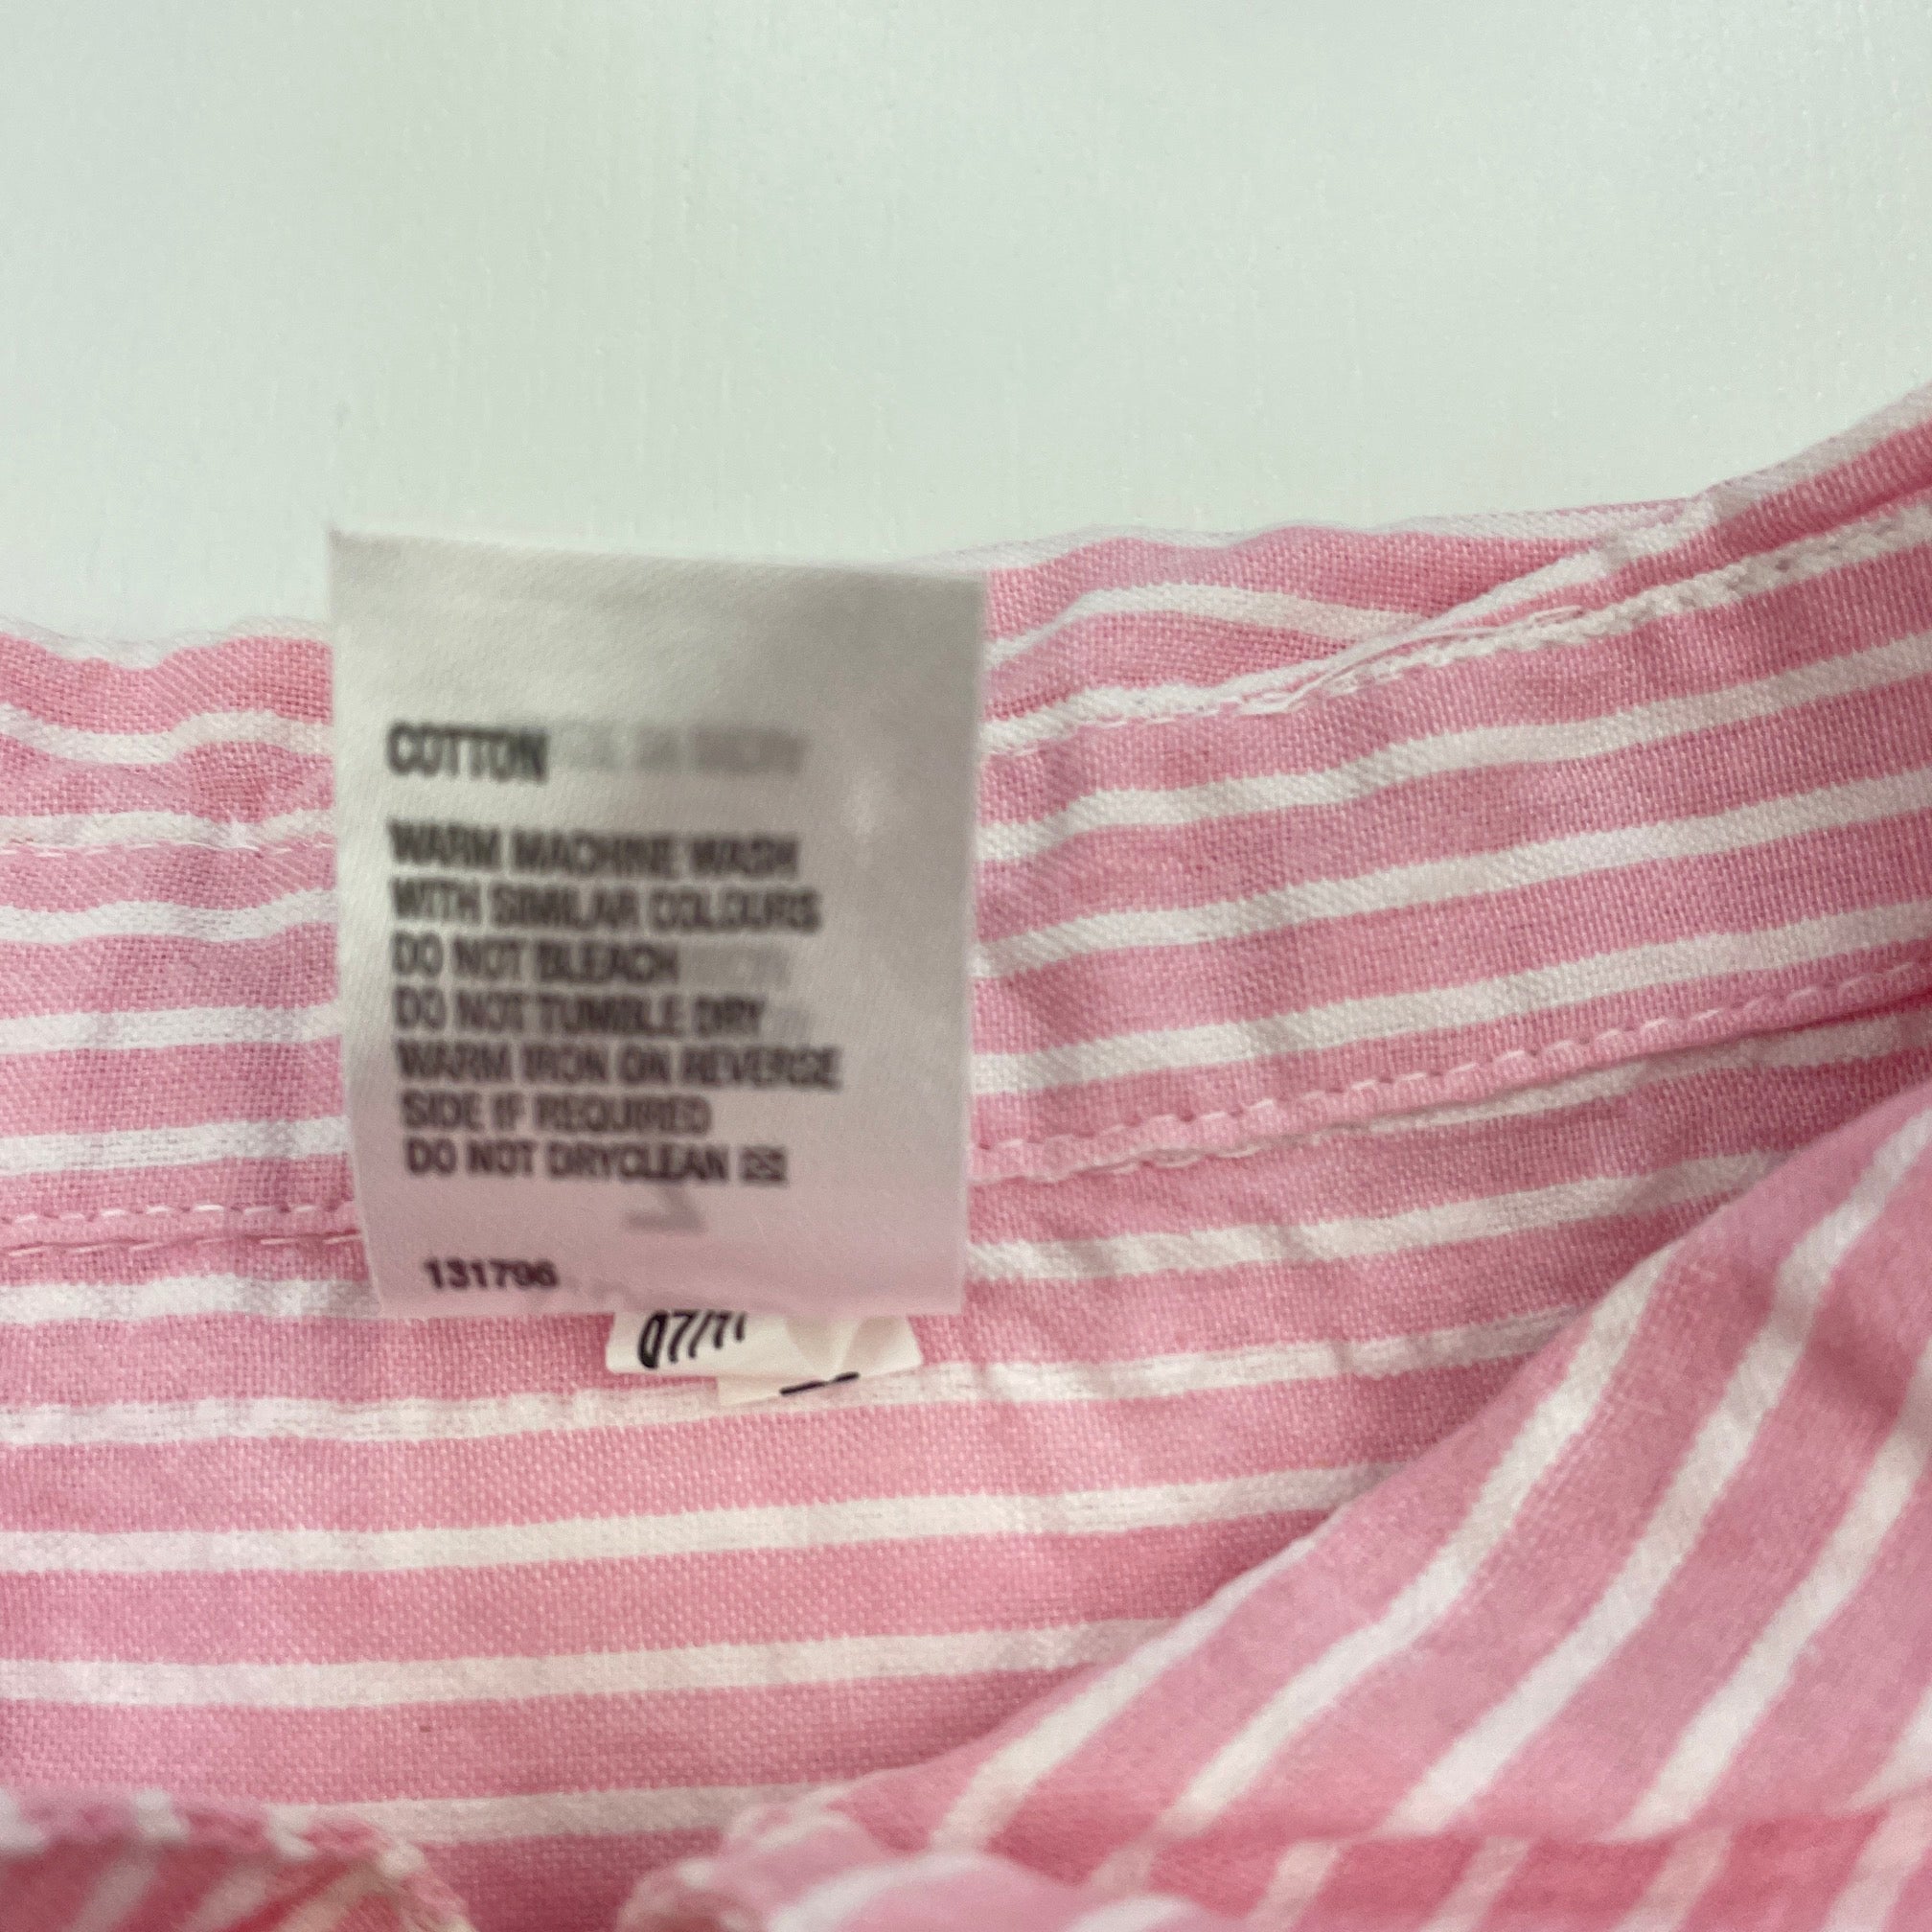 COTTON
WARM MACHINE WASH
WITH SIMILAR COLOURS
DO NOT BLEACH
DO NOT TUMBLE DRY
WARM IRON ON REVERSE
SIDE IF REQUIRED
DO NOT DRYCLEAN
131796